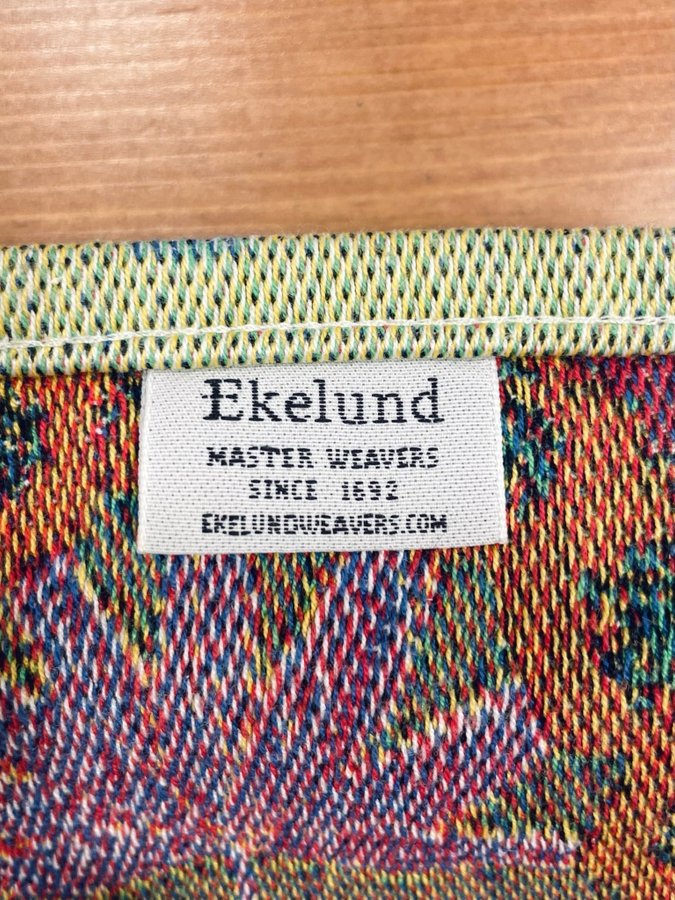 Ekelund
MASTER WEAVERS
SINCE 1692
EKELUNDWEAVERS.COM